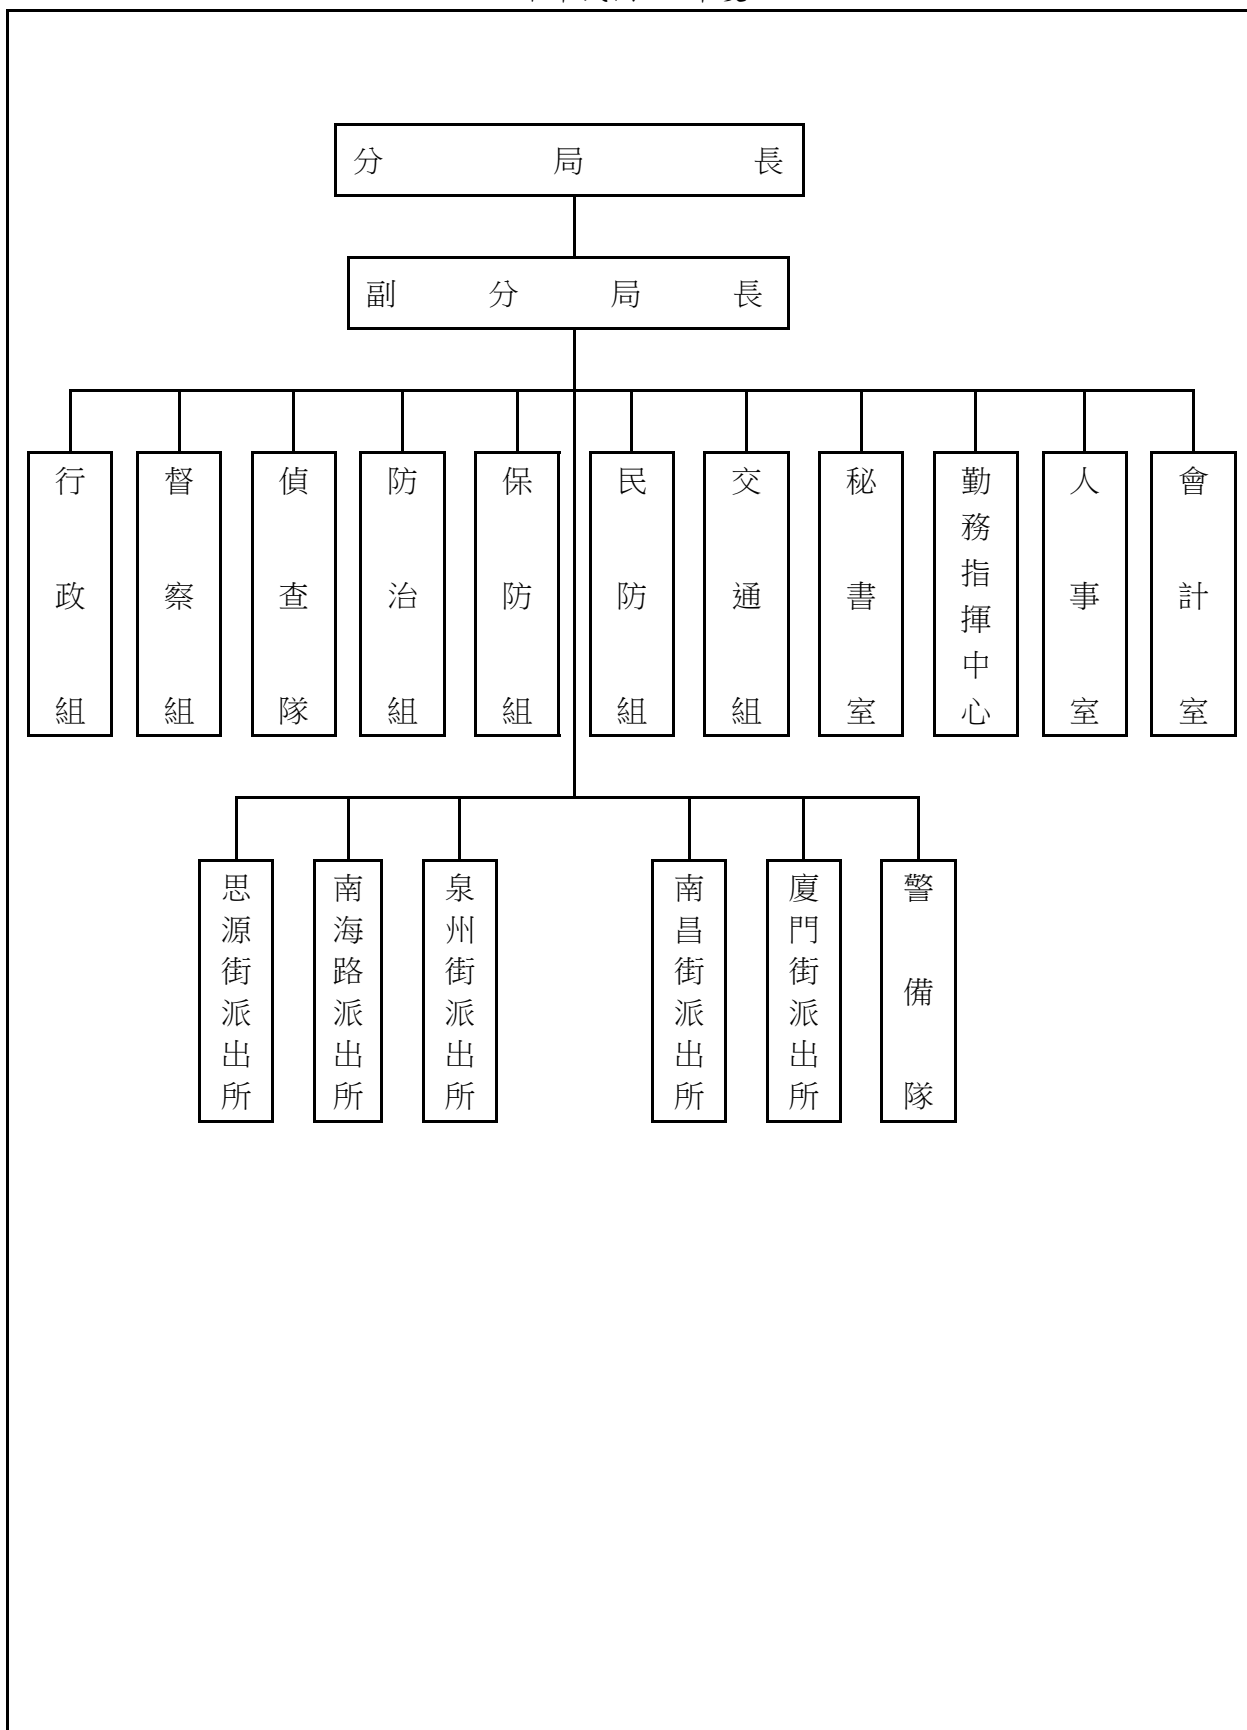 分局長
副分局長
行政組
督察組
偵查隊
防治組
保防組
民防組
交通組
秘書室
勤務指揮中心
人事室
會計室
思源街派出所
南海路派出所
泉州街派出所
南昌街派出所
廈門街派出所
警備隊